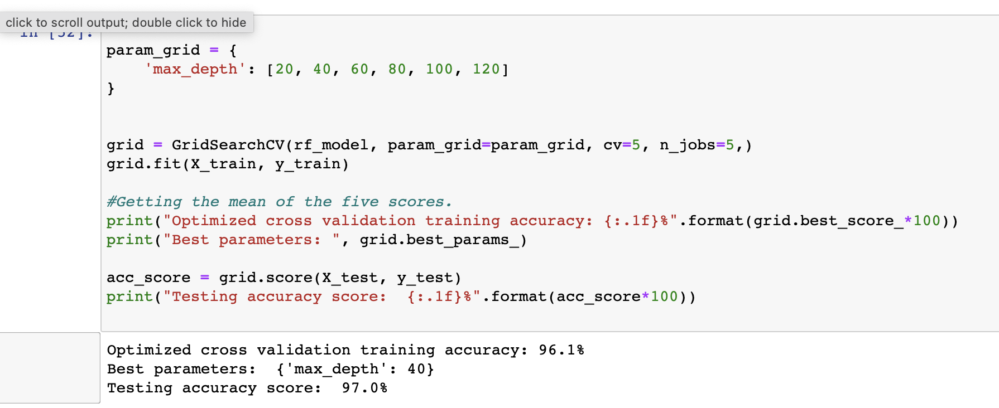 click to scroll output; double click to hide
In [52]:
param_grid = {
    'max_depth': [20, 40, 60, 80, 100, 120]
}
grid = GridSearchCV(rf_model, param_grid=param_grid, cv=5, n_jobs=5,)
grid.fit(X_train, y_train)
#Getting the mean of the five scores.
print("Optimized cross validation training accuracy: {:.1f}%".format(grid.best_score_*100))
print("Best parameters: ", grid.best_params_)
acc_score = grid.score(X_test, y_test)
print("Testing accuracy score:  {:.1f}%".format(acc_score*100))
Optimized cross validation training accuracy: 96.1%
Best parameters:  {'max_depth': 40}
Testing accuracy score:  97.0%